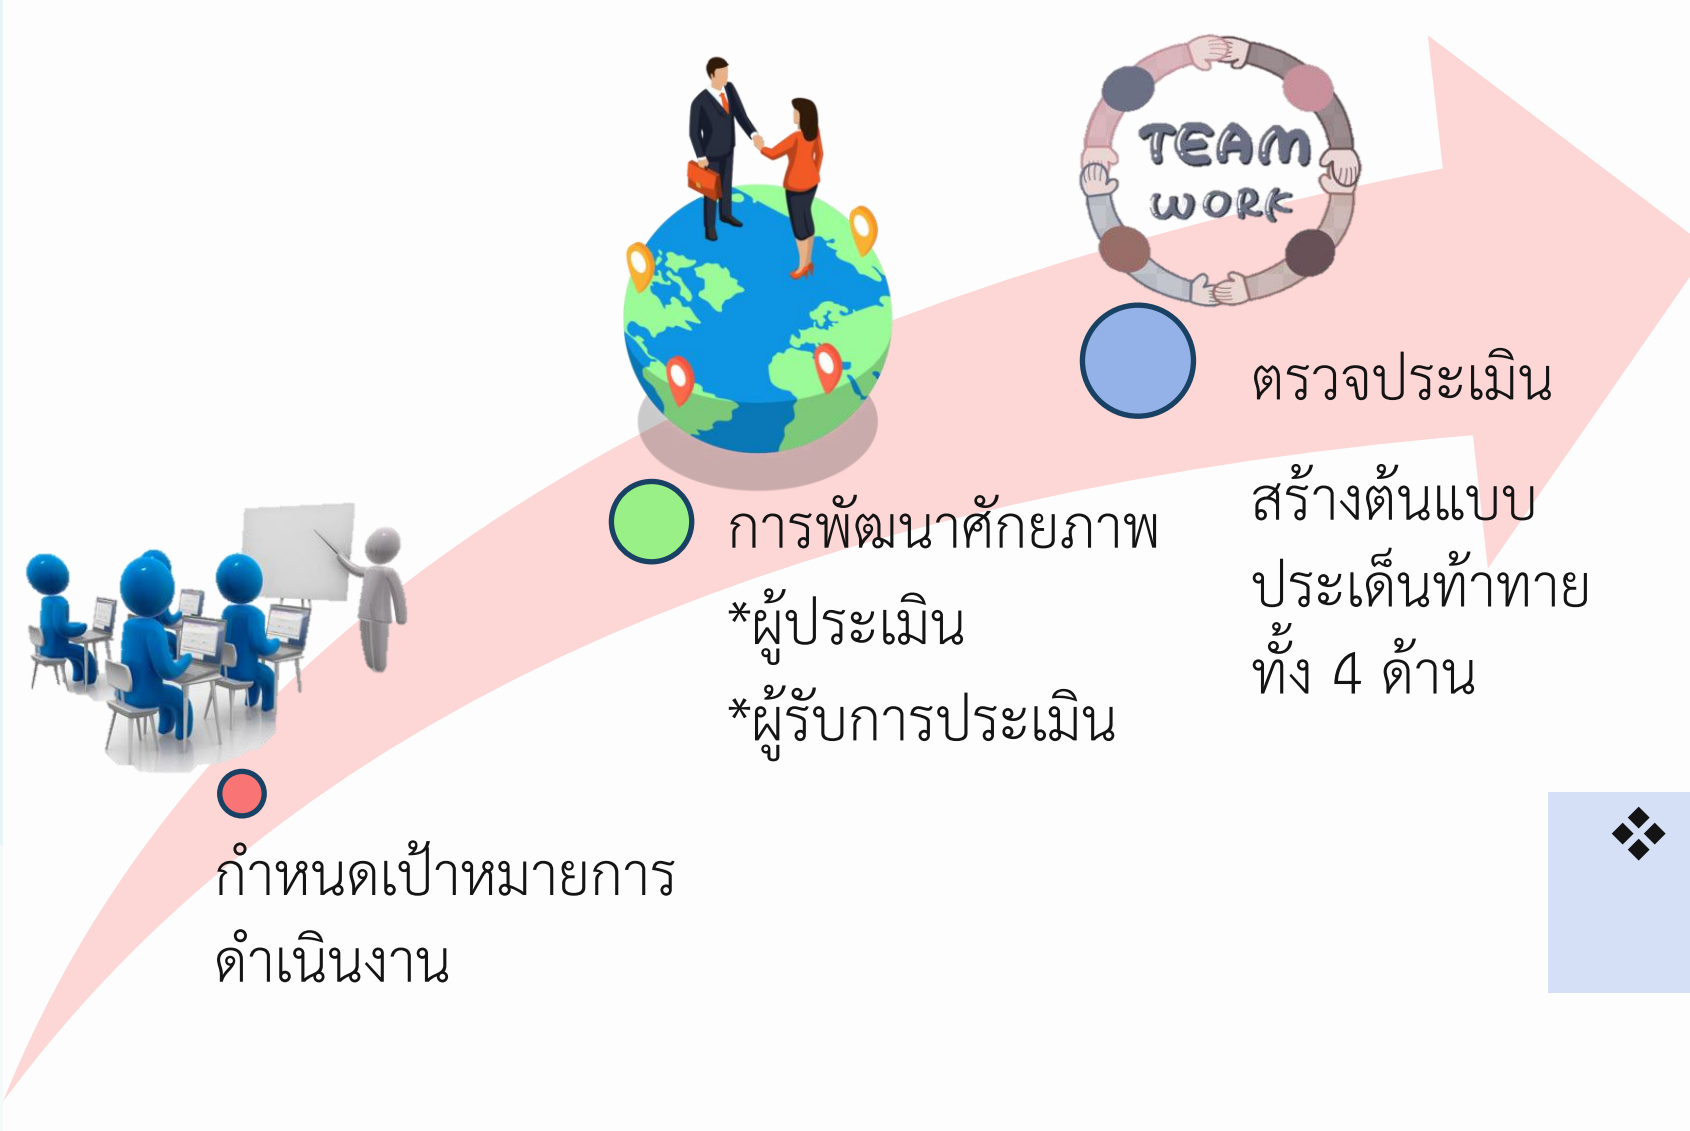 TEAM
WORK
ตรวจประเมิน
สร้างต้นแบบ
ประเด็นท้าทาย
ทั้ง 4 ด้าน
การพัฒนาศักยภาพ
*ผู้ประเมิน
*ผู้รับการประเมิน
กำหนดเป้าหมายการ
ดำเนินงาน